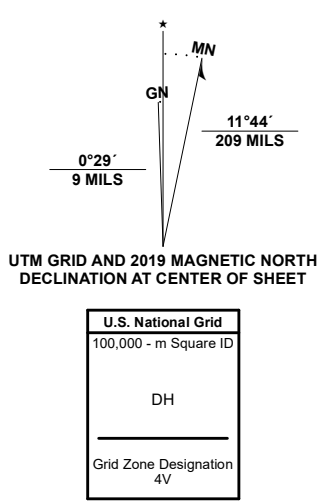 ★
MN
GN
11°44´
209 MILS
0°29´
9 MILS
UTM GRID AND 2019 MAGNETIC NORTH
DECLINATION AT CENTER OF SHEET
U.S. National Grid
100,000 - m Square ID
DH
Grid Zone Designation
4V